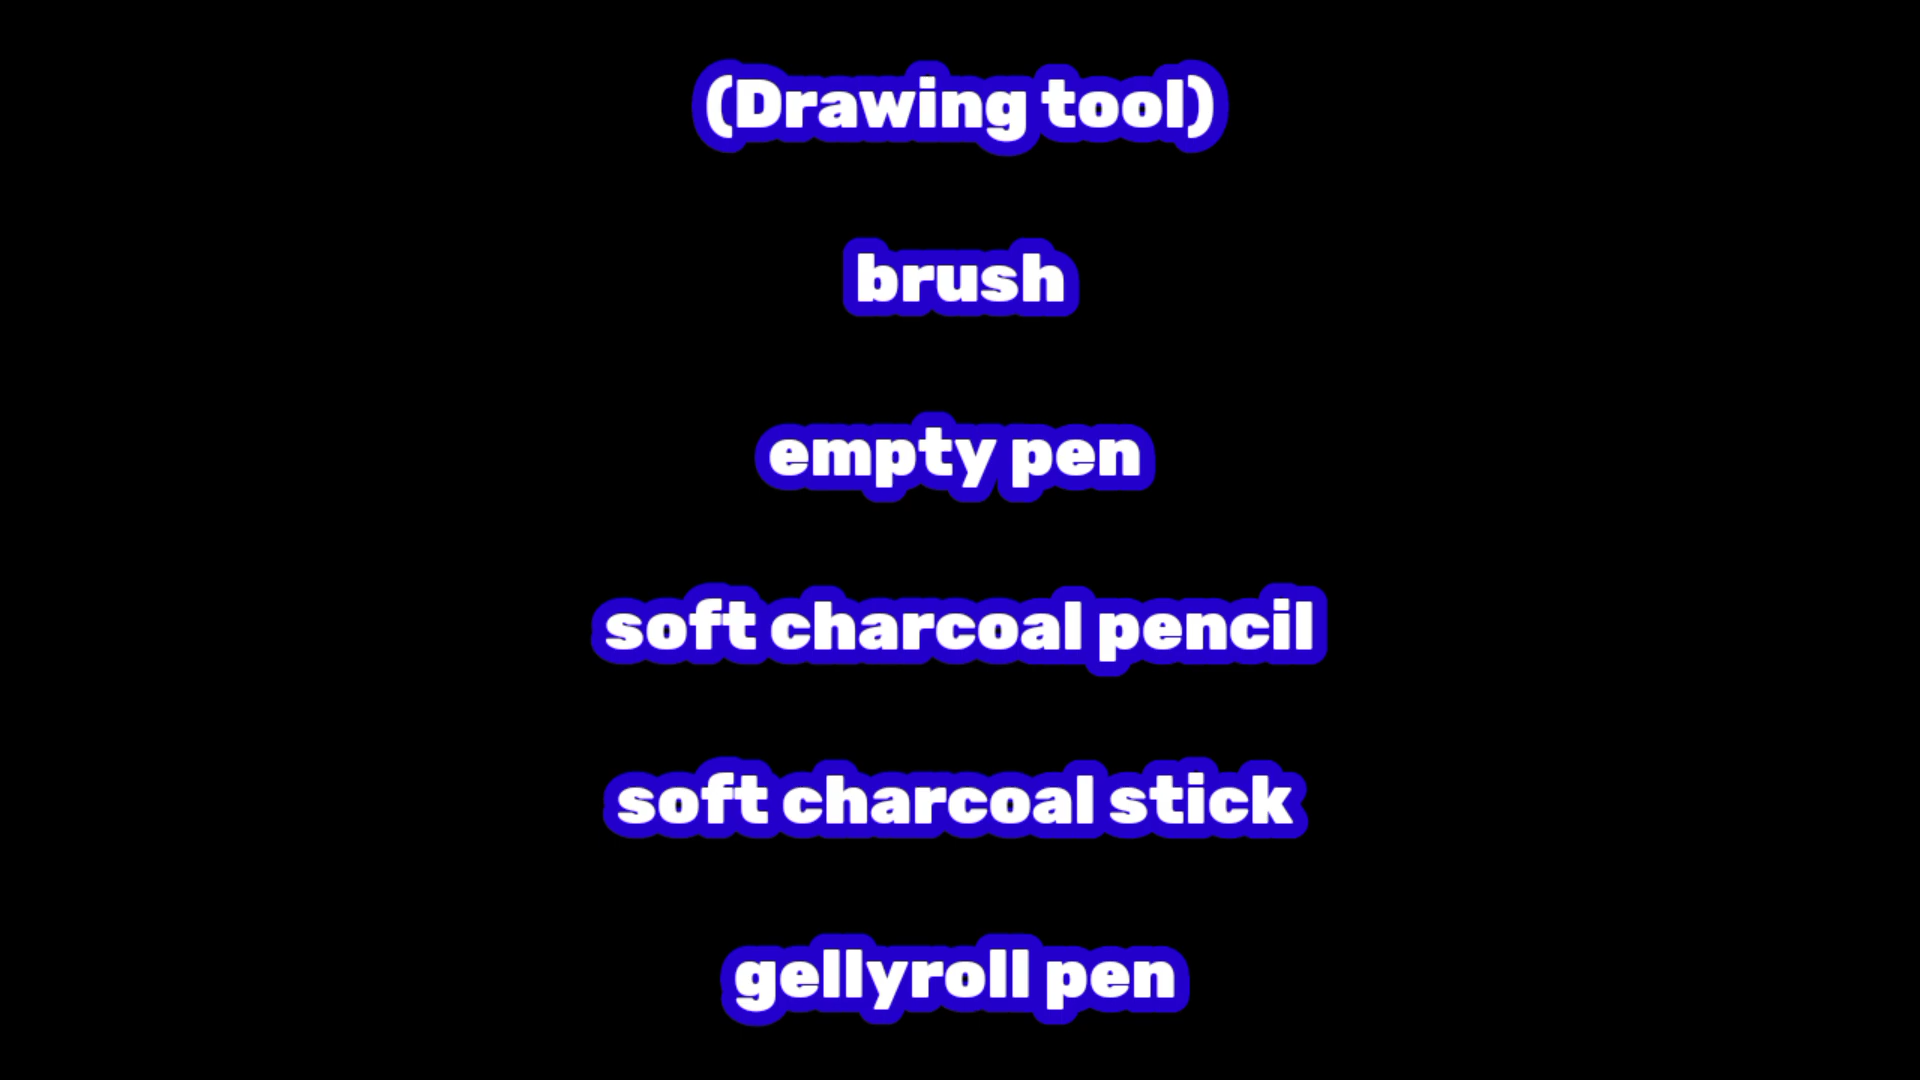 (Drawing tool)
brush
empty pen
soft charcoal pencil
soft charcoal stick
gellyroll pen